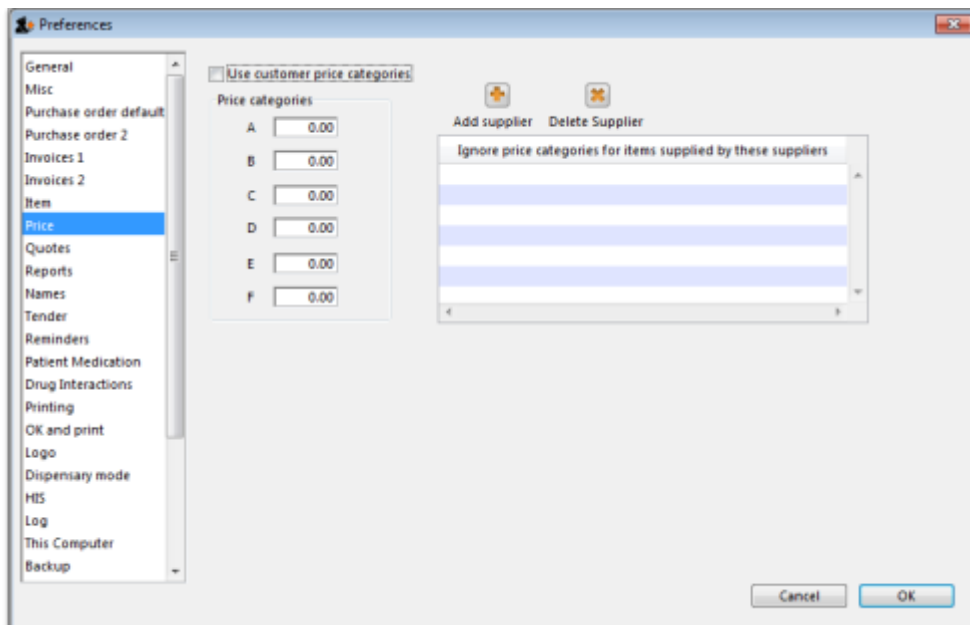 Preferences
General
Misc
Purchase order default
Purchase order 2
Invoices 1
Invoices 2
Item
Price
Quotes
Reports
Names
Tender
Reminders
Patient Medication
Drug Interactions
Printing
OK and print
Logo
Dispensary mode
HIS
Log
This Computer
Backup
Use customer price categories
Price categories
A 0.00
B 0.00
C 0.00
D 0.00
E 0.00
F 0.00
Add supplier Delete Supplier
Ignore price categories for items supplied by these suppliers
Cancel OK